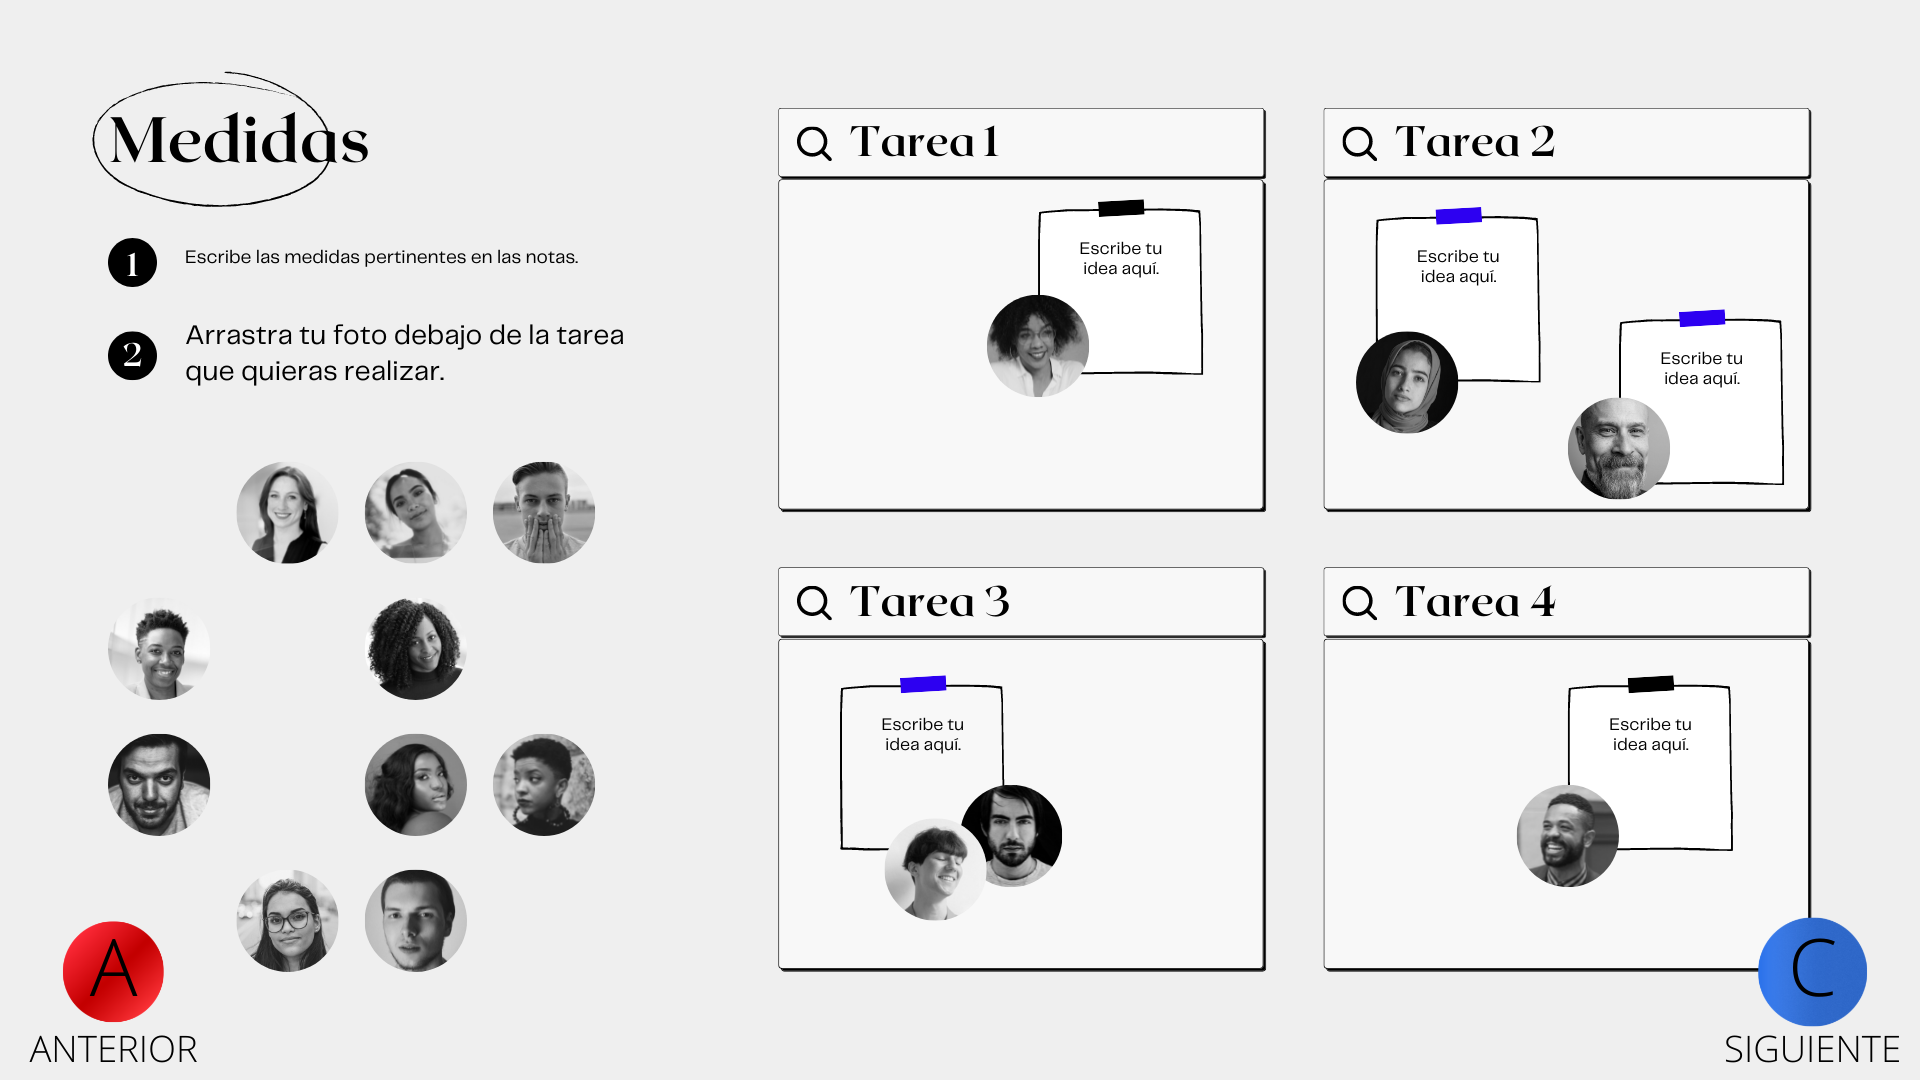 Medidas
1
Escribe las medidas pertinentes en las notas.
2
Arrastra tu foto debajo de la tarea
que quieras realizar.
Tarea 1
Escribe tu
idea aquí.
Tarea 2
Escribe tu
idea aquí.
Escribe tu
idea aquí.
Tarea 3
Escribe tu
idea aquí.
Tarea 4
Escribe tu
idea aquí.
A
ANTERIOR
C
SIGUIENTE